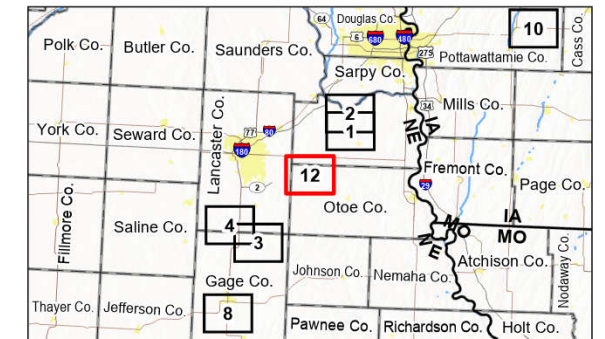 64
Douglas Co.
10
Cass Co.
Polk Co.
Butler Co.
Saunders Co.
6
680
480
275
Pottawattamie Co.
Sarpy Co.
2
1
34
Mills Co.
York Co.
Seward Co.
Lancaster Co.
77
80
180
IA
NE
12
2
29
Fremont Co.
Page Co.
Fillmore Co.
Saline Co.
4
3
Otoe Co.
MO
NE
IA
MO
Atchison Co.
Nodaway Co.
Gage Co.
Johnson Co.
Nemaha Co.
Thayer Co.
Jefferson Co.
8
Pawnee Co.
Richardson Co.
Holt Co.